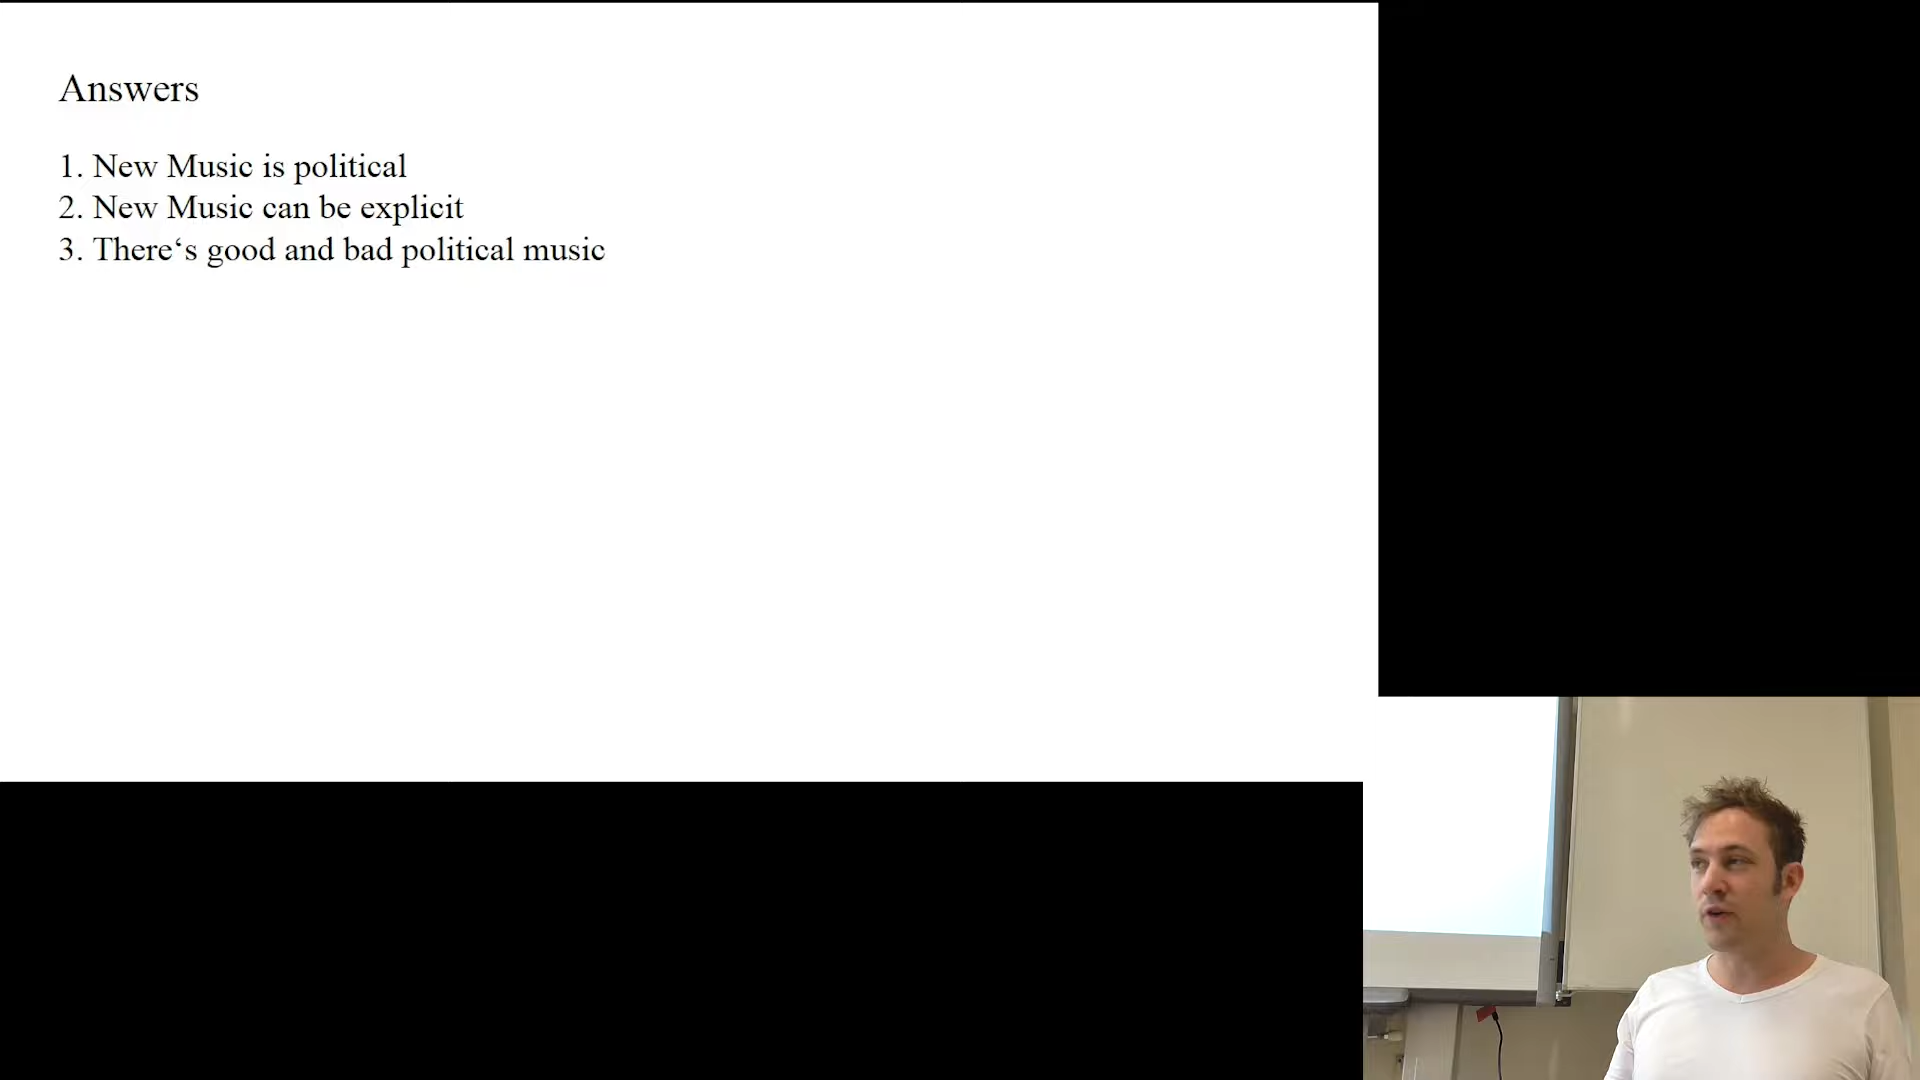 Answers
1. New Music is political
2. New Music can be explicit
3. There‘s good and bad political music